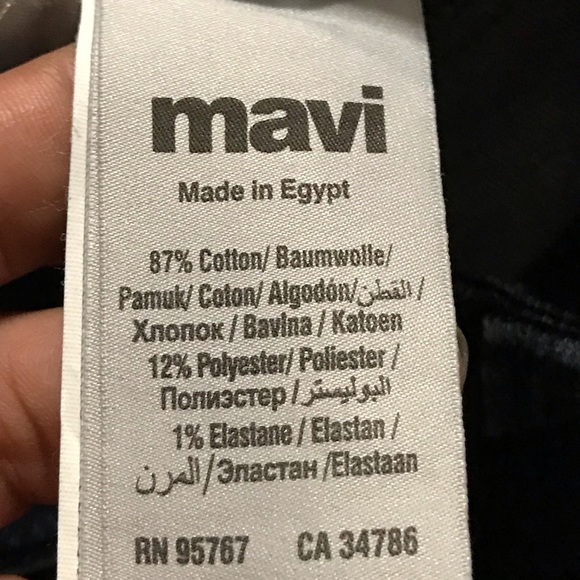 mavi
Made in Egypt
87% Cotton/ Baumwolle/
Pamuk/ Coton/ Algodón/القطن /
Хлопок / Bavlna / Katoen
12% Polyester/ Poliester /
Полиэстер / البوليستر
1% Elastane / Elastan /
المرن/Эластан /Elastaan
RN 95767 CA 34786